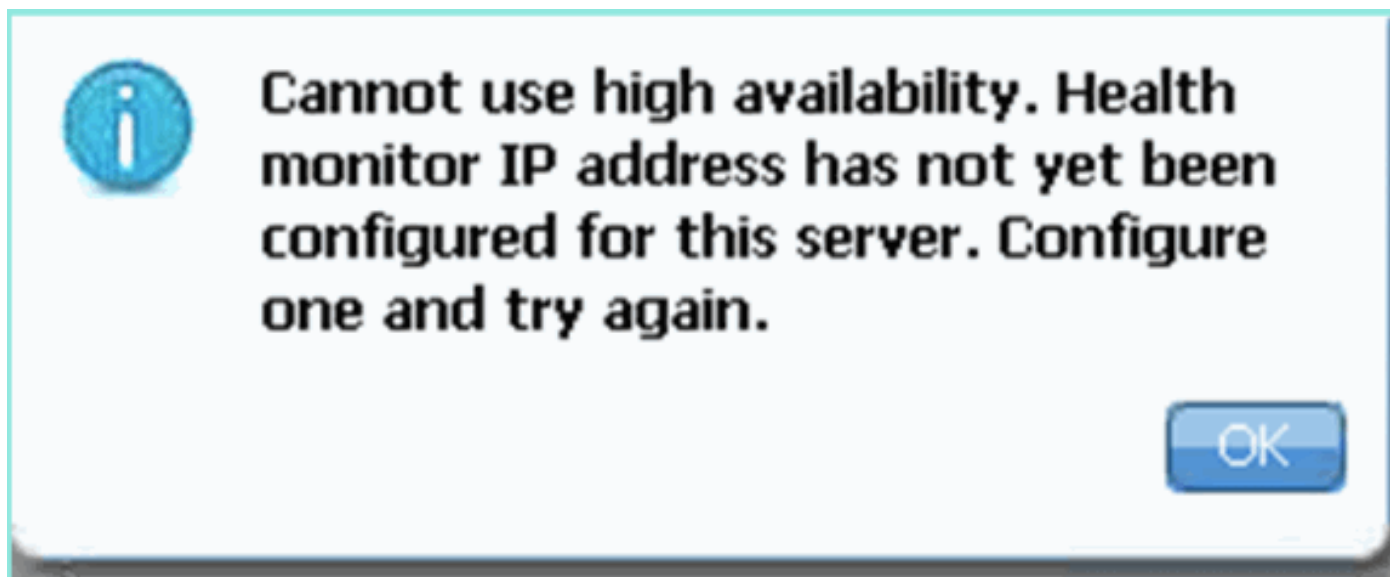 Cannot use high availability. Health
monitor IP address has not yet been
configured for this server. Configure
one and try again.
OK